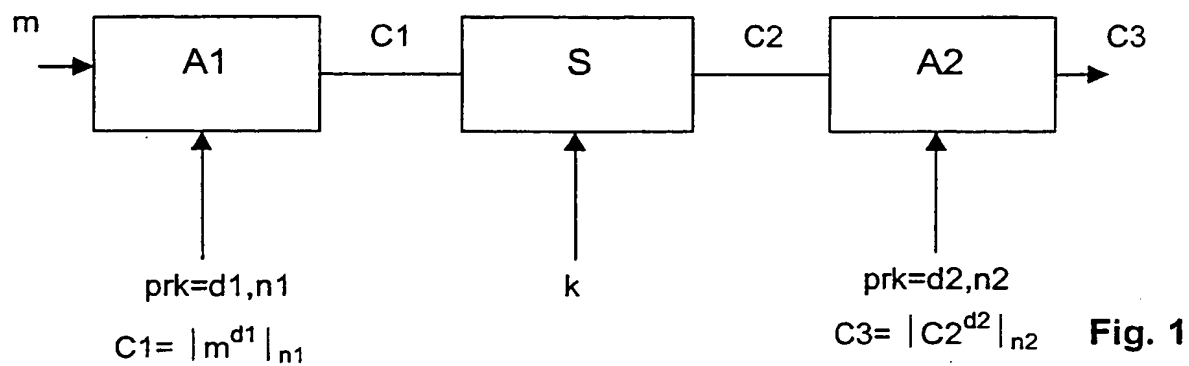 m
C1
C2
C3
A1
S
A2
prk=d1,n1
k
prk=d2,n2
C1= |m^d1|n1
C3= |C2^d2|n2
Fig. 1